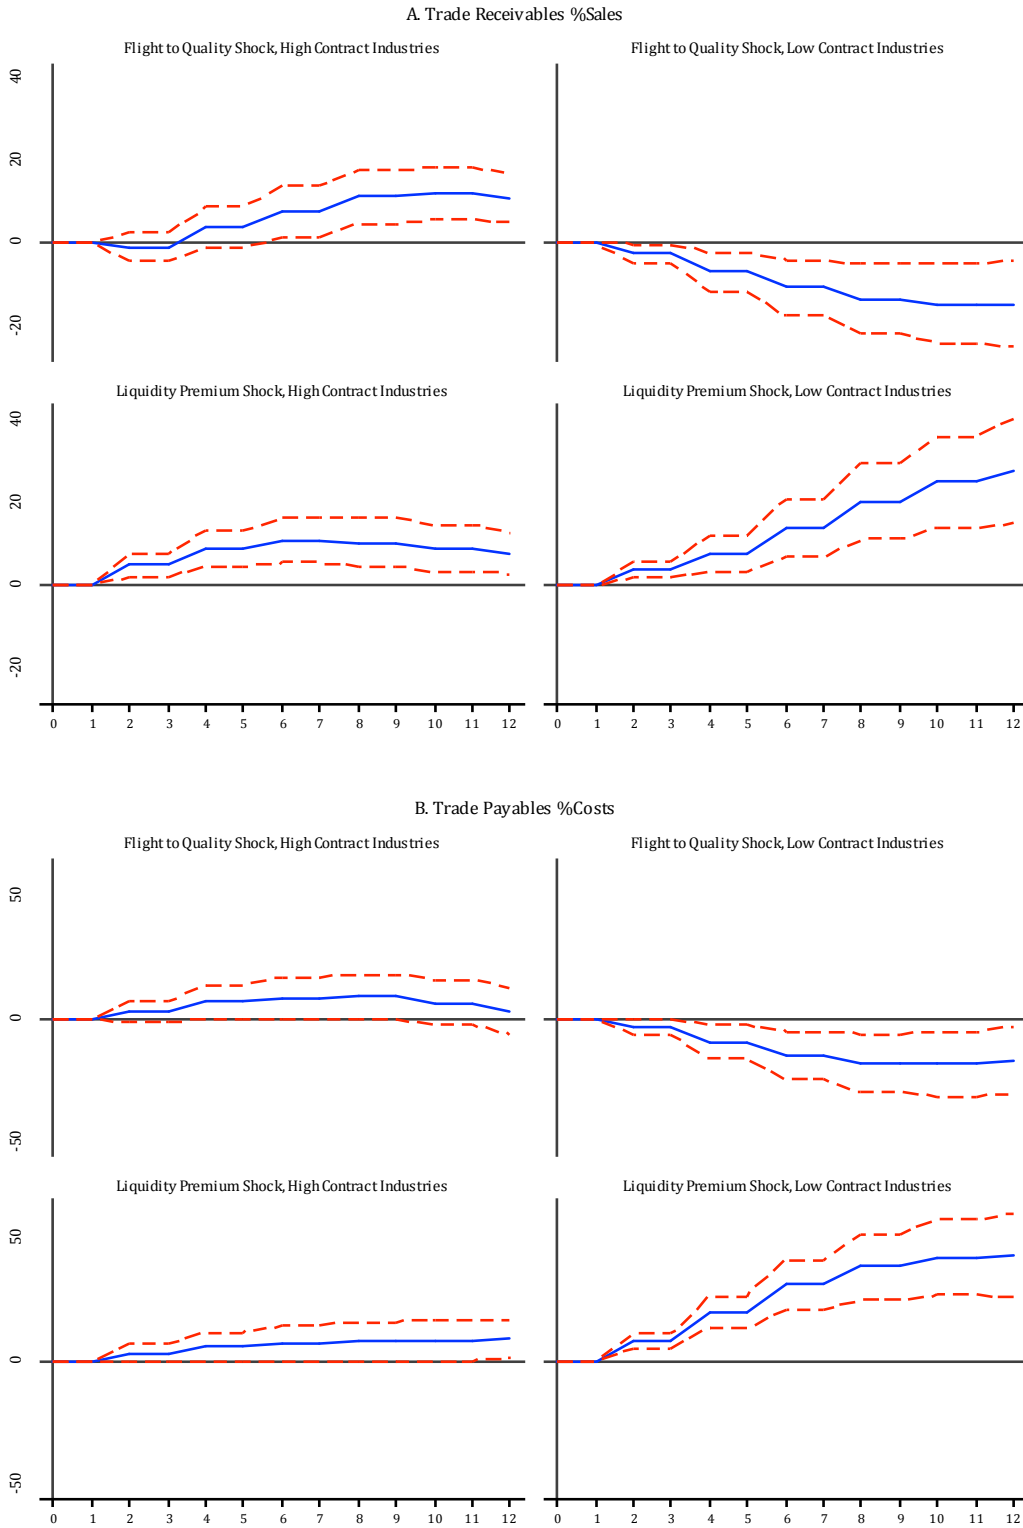 A. Trade Receivables %Sales
Flight to Quality Shock, High Contract Industries
Flight to Quality Shock, Low Contract Industries
40
20
0
-20
Liquidity Premium Shock, High Contract Industries
Liquidity Premium Shock, Low Contract Industries
40
20
0
-20
0 1 2 3 4 5 6 7 8 9 10 11 12
0 1 2 3 4 5 6 7 8 9 10 11 12
B. Trade Payables %Costs
Flight to Quality Shock, High Contract Industries
Flight to Quality Shock, Low Contract Industries
50
0
-50
Liquidity Premium Shock, High Contract Industries
Liquidity Premium Shock, Low Contract Industries
50
0
-50
0 1 2 3 4 5 6 7 8 9 10 11 12
0 1 2 3 4 5 6 7 8 9 10 11 12